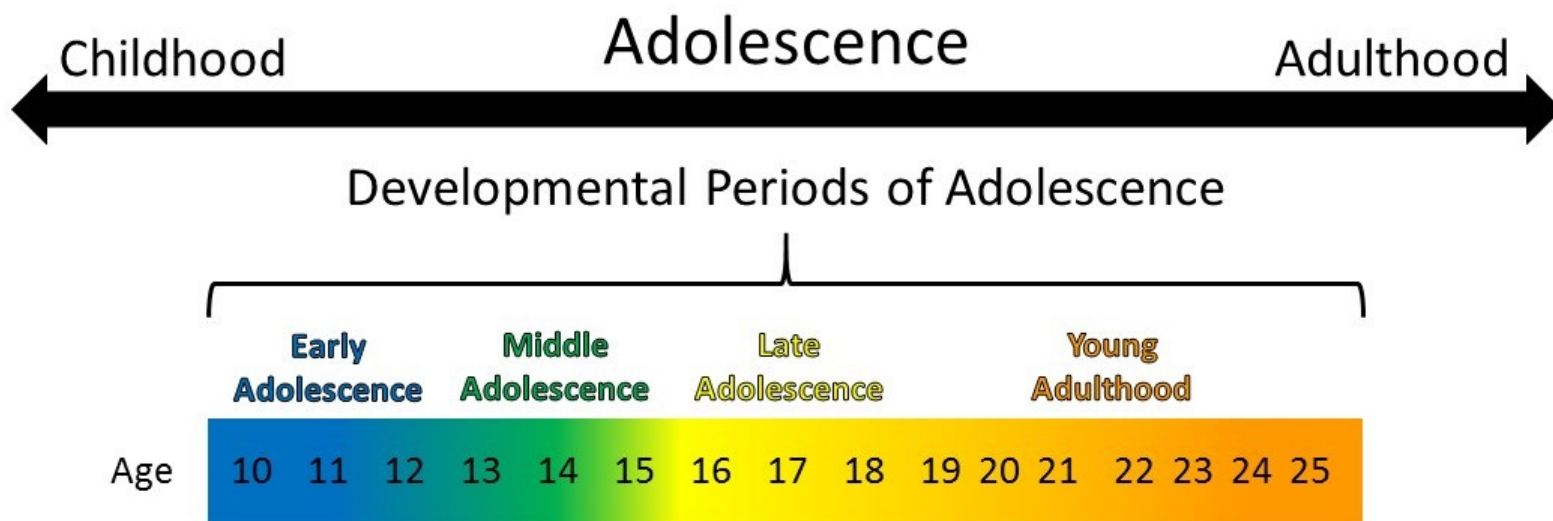 Childhood Adolescence Adulthood
Developmental Periods of Adolescence
Early Adolescence
Middle Adolescence
Late Adolescence
Young Adulthood
Age 10 11 12 13 14 15 16 17 18 19 20 21 22 23 24 25